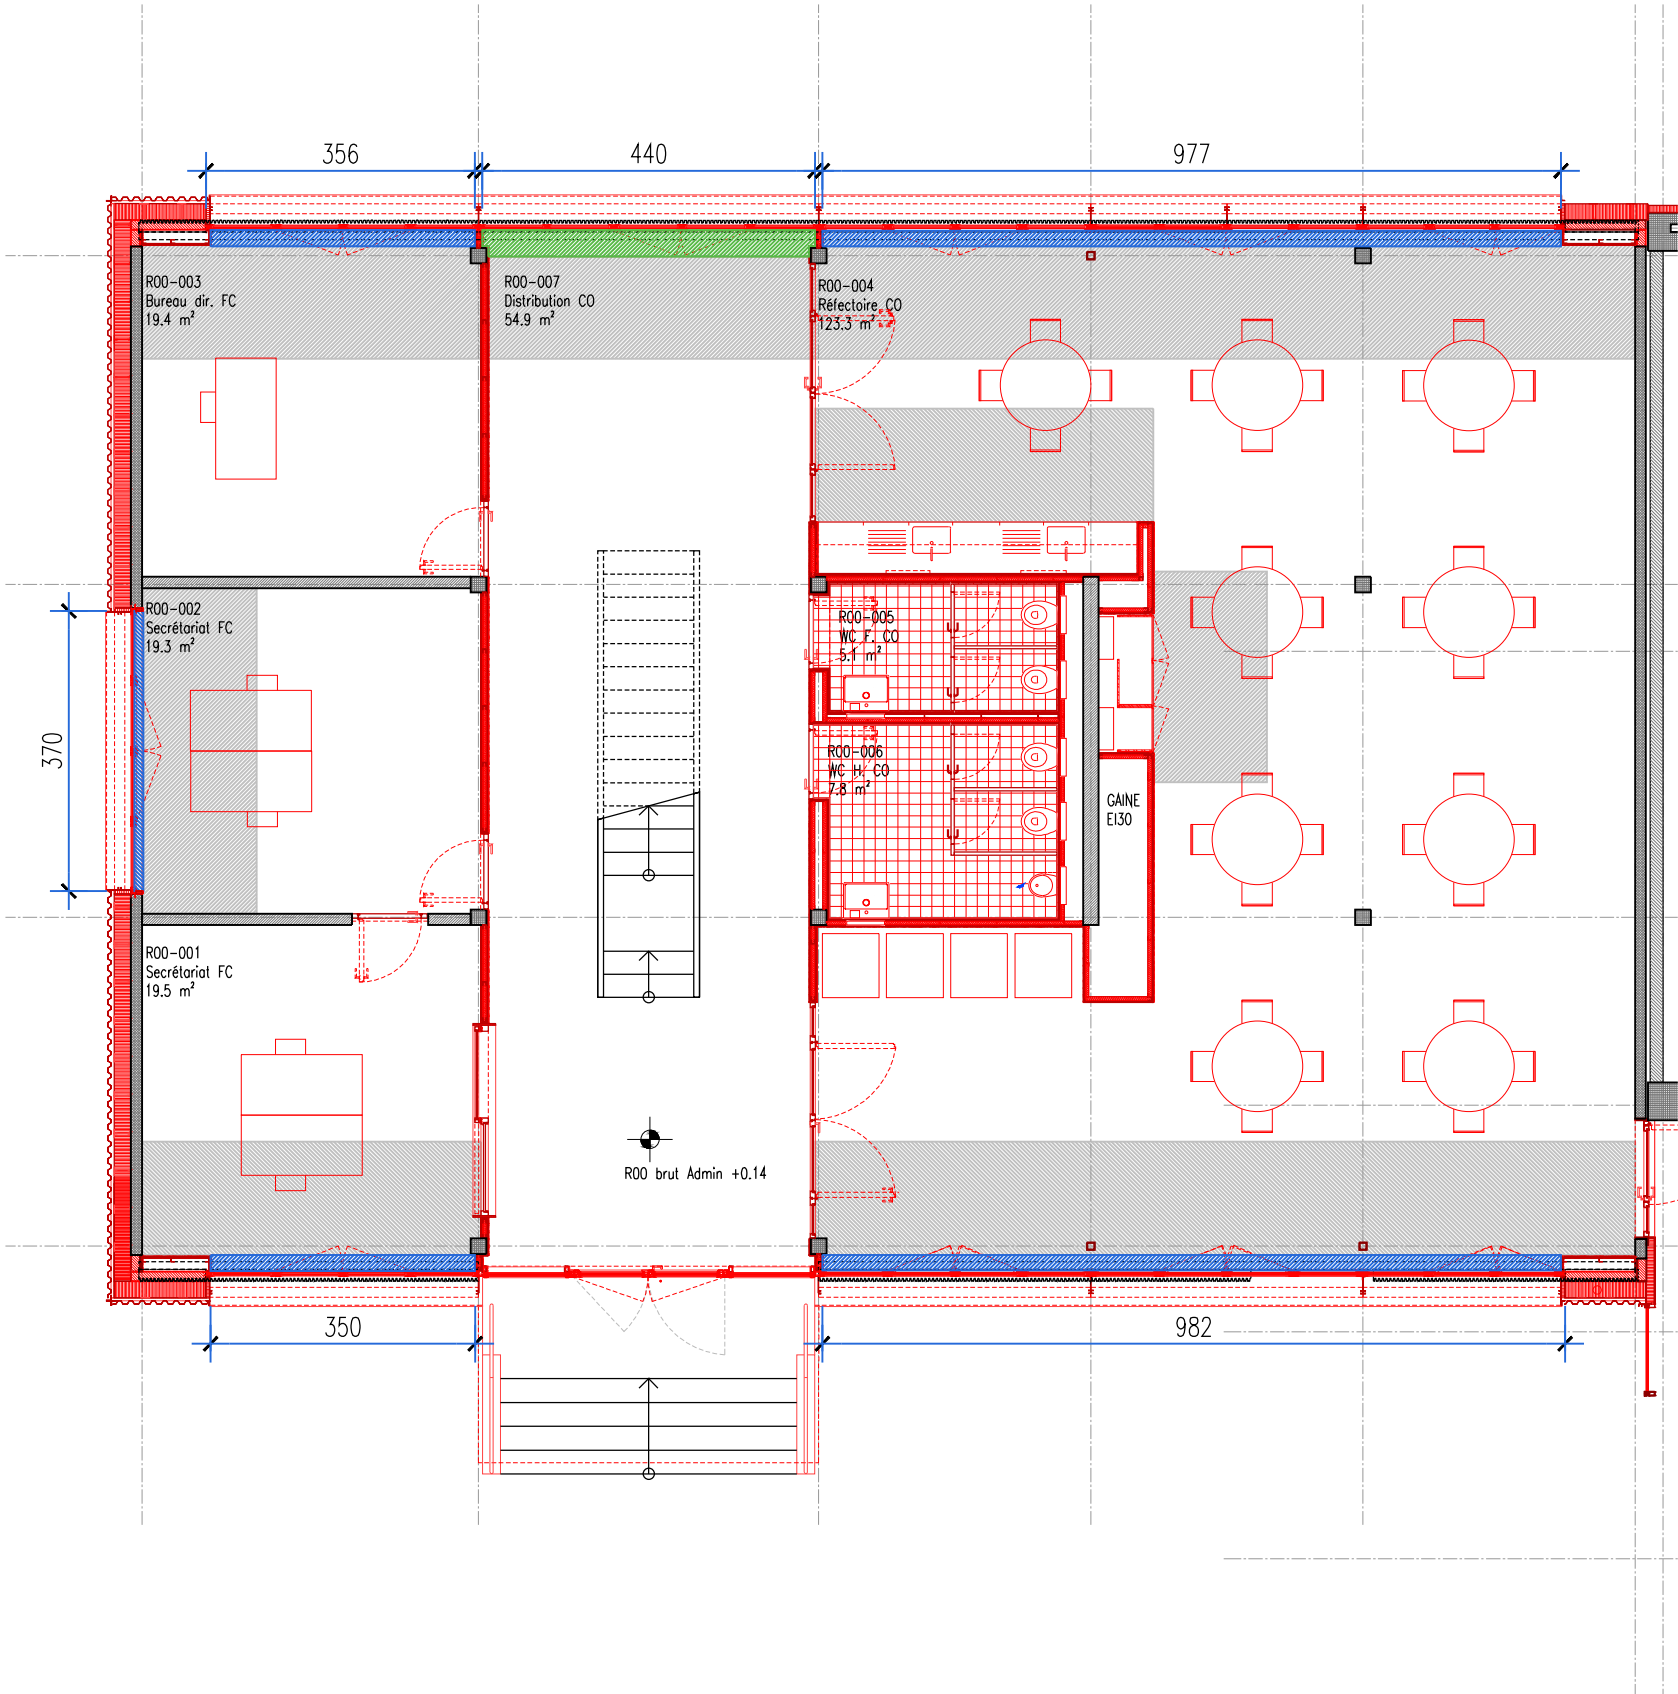 356
440
977
R00-003
Bureau dir. FC
19.4 m²
R00-007
Distribution CO
54.9 m²
R00-004
Réfectoire CO
123.3 m²
R00-002
Secrétariat FC
19.3 m²
R00-005
WC F. CO
5.1 m²
370
R00-006
WC H. CO
7.8 m²
GAINE
EI30
R00-001
Secrétariat FC
19.5 m²
R00 brut Admin +0.14
350
982